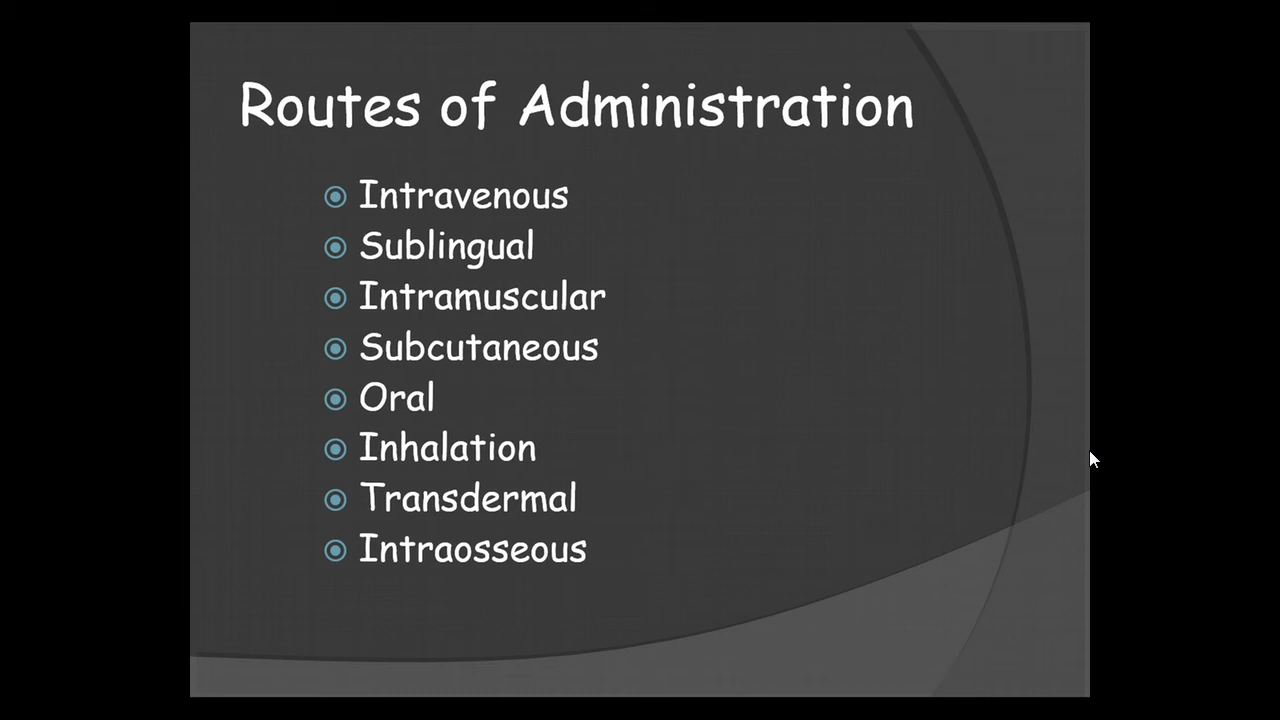 Routes of Administration
Intravenous
Sublingual
Intramuscular
Subcutaneous
Oral
Inhalation
Transdermal
Intraosseous